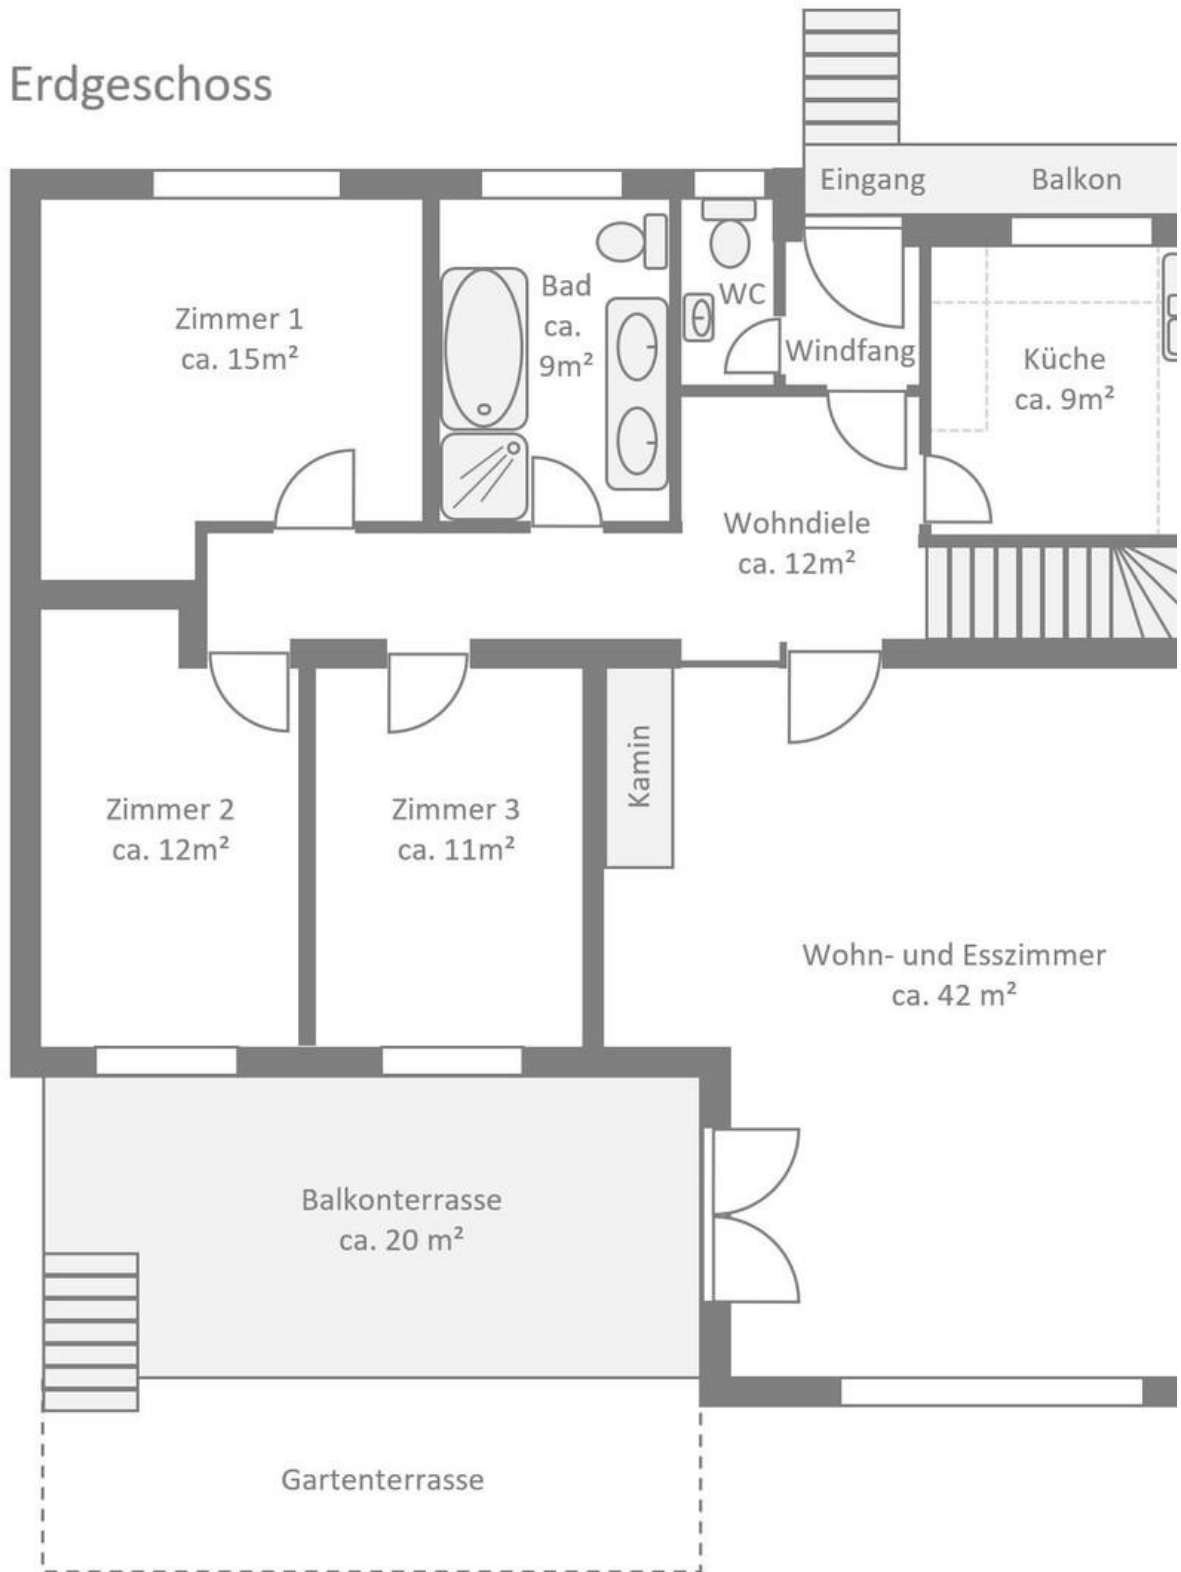 Erdgeschoss
Eingang
Balkon
Zimmer 1
ca. 15m²
Bad
ca.
9m²
WC
Windfang
Küche
ca. 9m²
Wohndiele
ca. 12m²
Zimmer 2
ca. 12m²
Zimmer 3
ca. 11m²
Kamin
Wohn- und Esszimmer
ca. 42 m²
Balkonterrasse
ca. 20 m²
Gartenterrasse